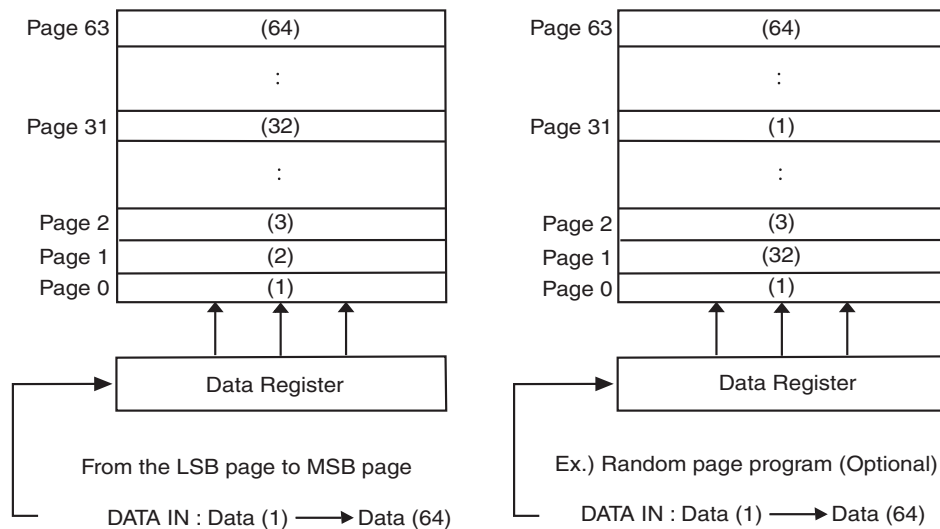 Page 63 (64)
:
Page 31 (32)
:
Page 2 (3)
Page 1 (2)
Page 0 (1)
Data Register
From the LSB page to MSB page
DATA IN : Data (1) Data (64)
Page 63 (64)
:
Page 31 (1)
:
Page 2 (3)
Page 1 (32)
Page 0 (1)
Data Register
Ex.) Random page program (Optional)
DATA IN : Data (1) Data (64)